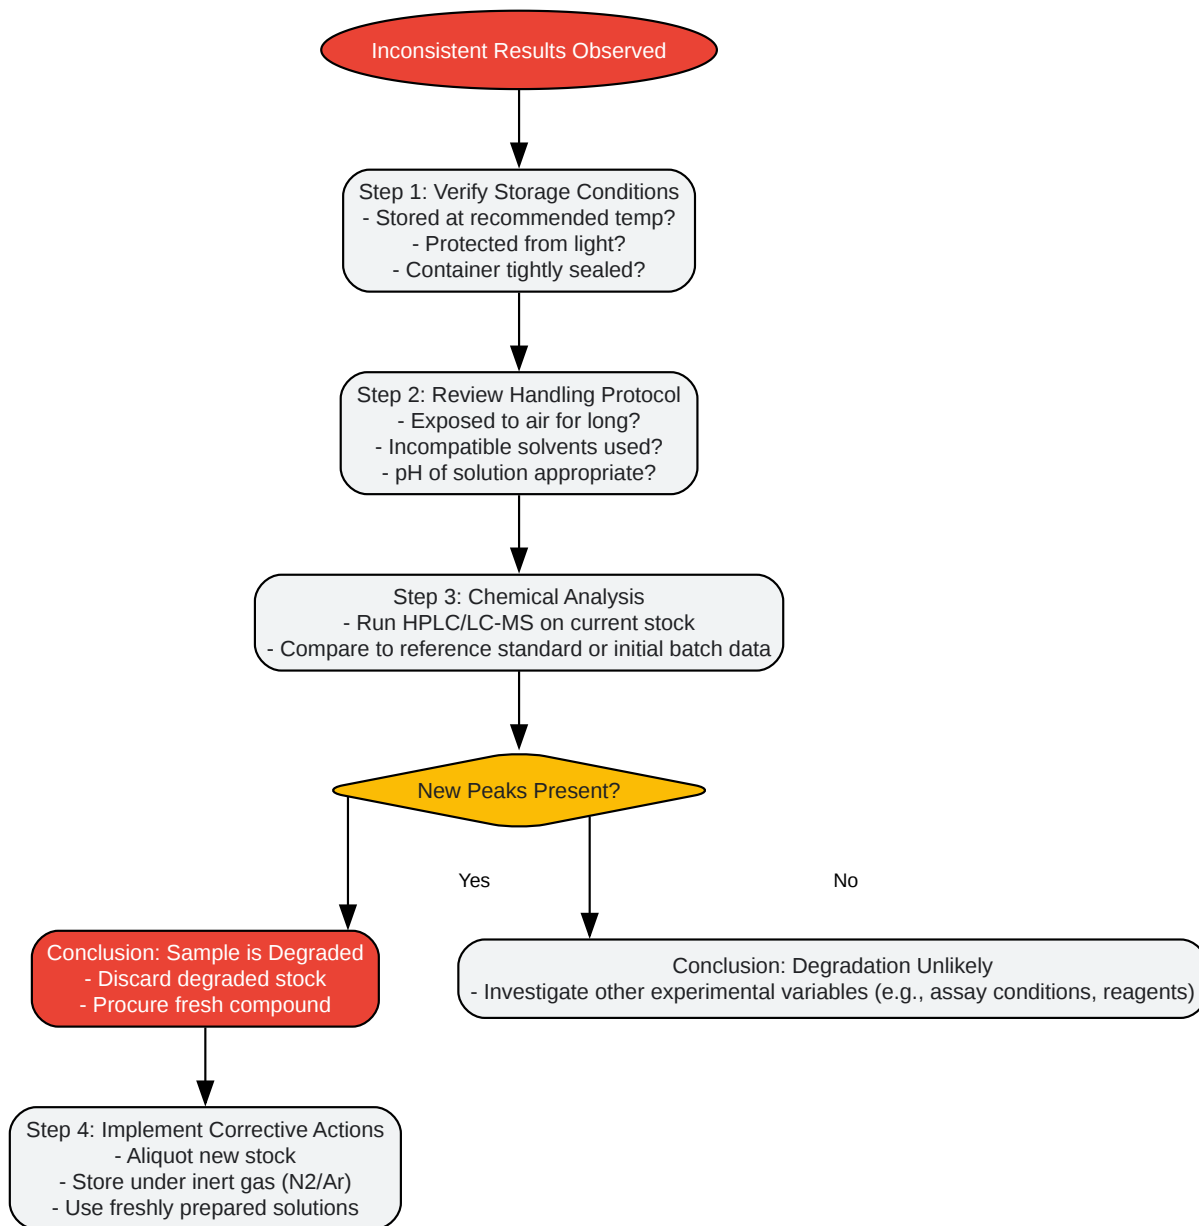 Inconsistent Results Observed
Step 1: Verify Storage Conditions
- Stored at recommended temp?
- Protected from light?
- Container tightly sealed?
Step 2: Review Handling Protocol
- Exposed to air for long?
- Incompatible solvents used?
- pH of solution appropriate?
Step 3: Chemical Analysis
- Run HPLC/LC-MS on current stock
- Compare to reference standard or initial batch data
New Peaks Present?
Yes
No
Conclusion: Sample is Degraded
- Discard degraded stock
- Procure fresh compound
Conclusion: Degradation Unlikely
- Investigate other experimental variables (e.g., assay conditions, reagents)
Step 4: Implement Corrective Actions
- Aliquot new stock
- Store under inert gas (N2/Ar)
- Use freshly prepared solutions